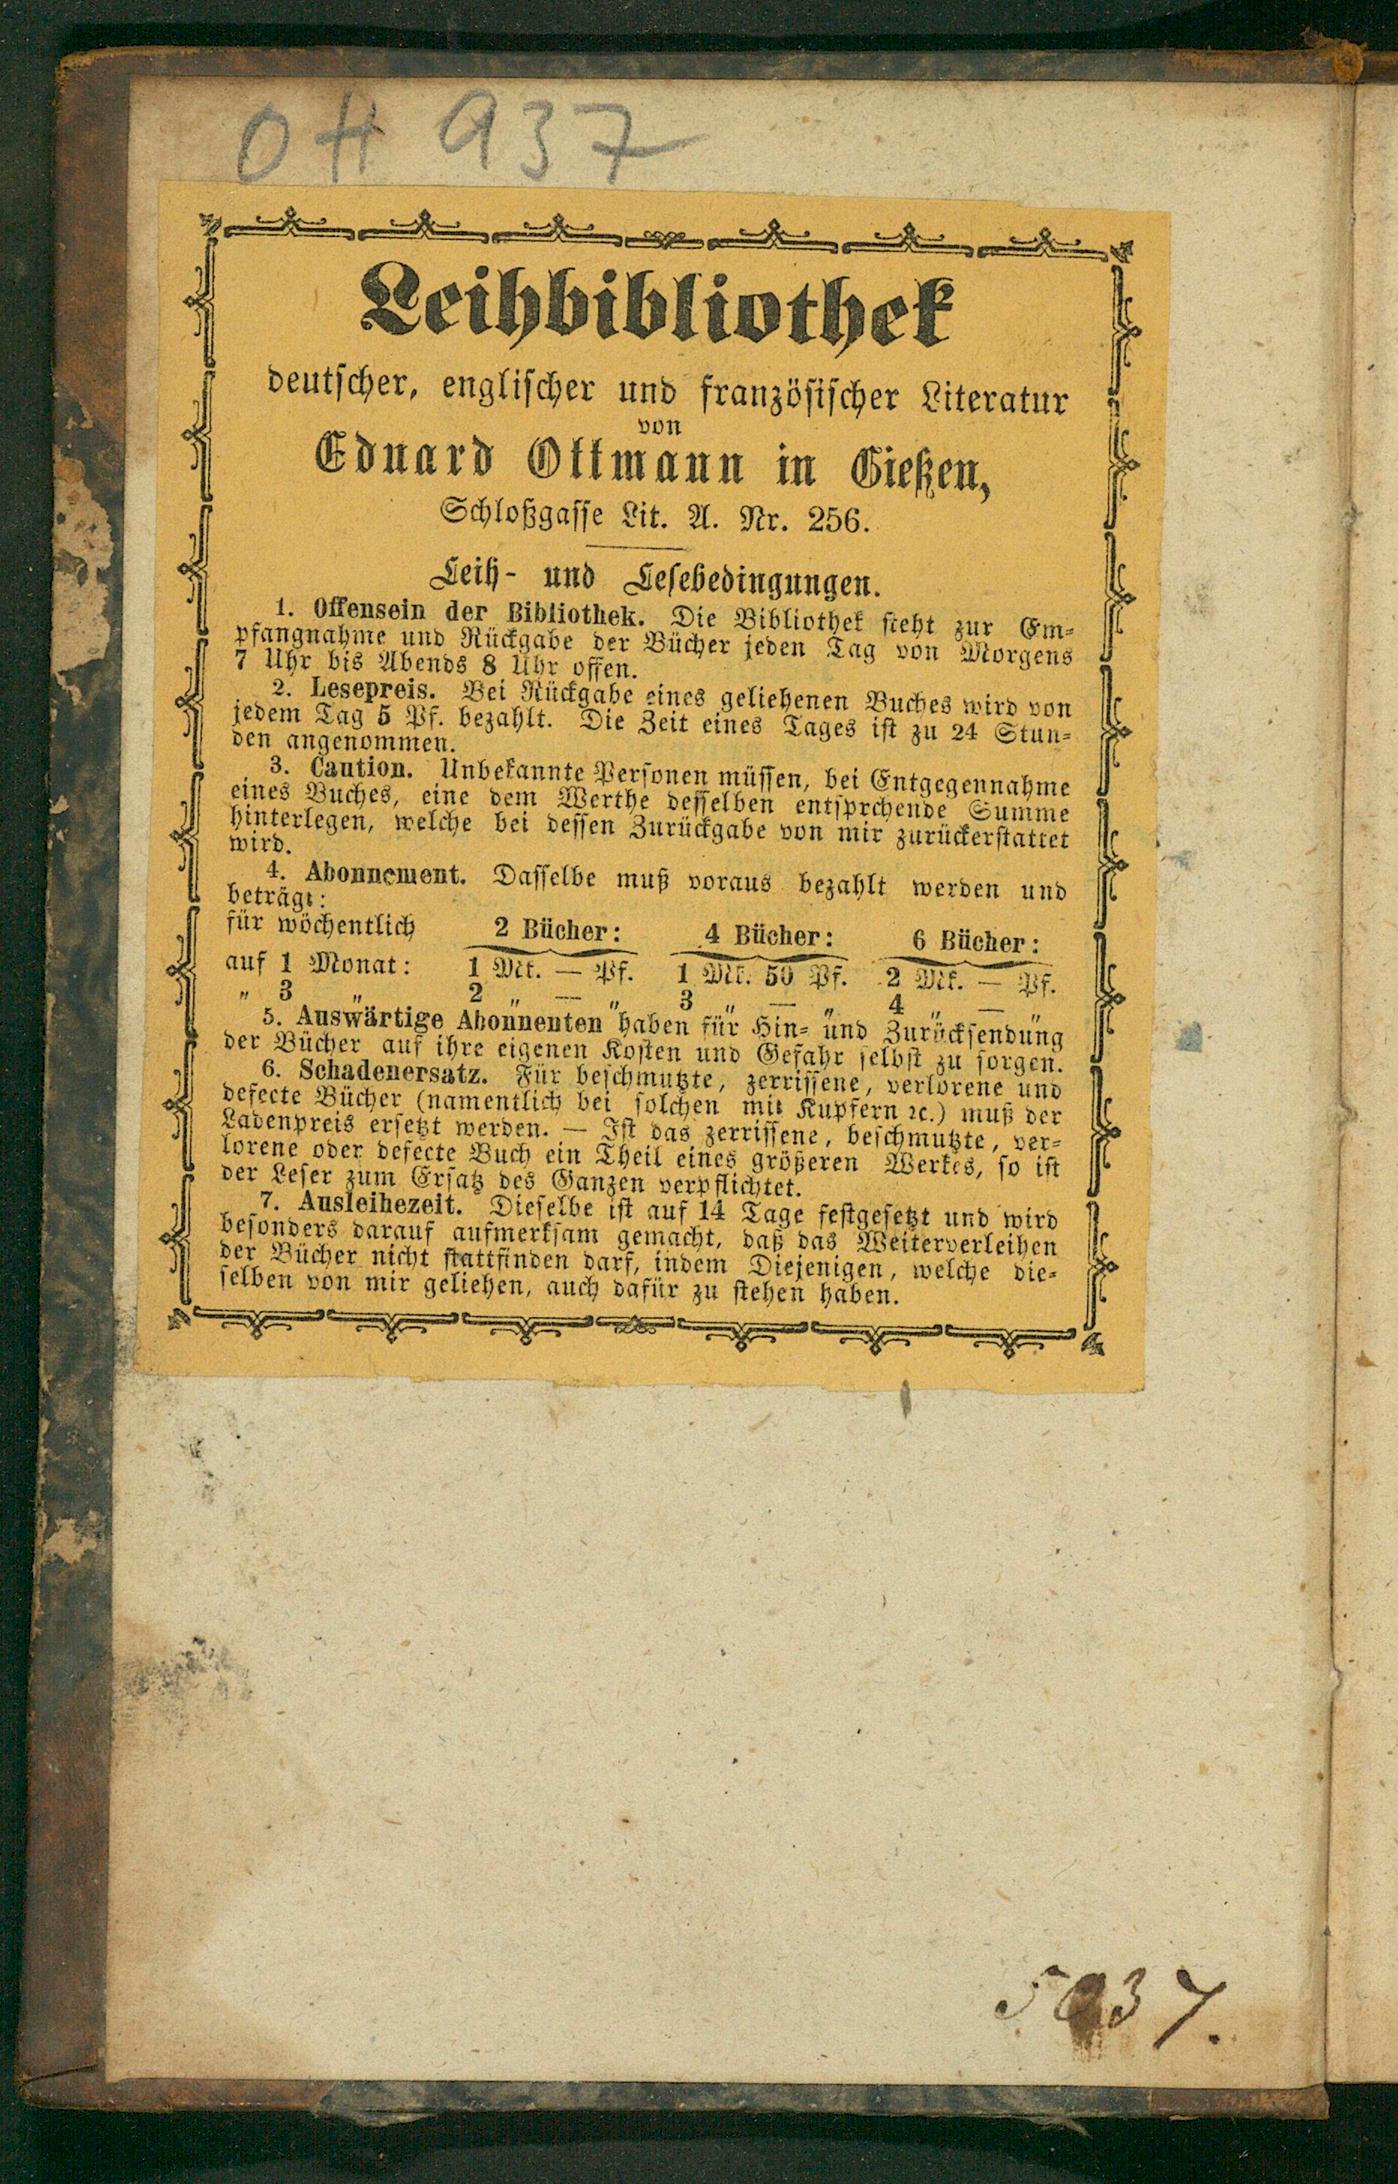 OH 937
Leihbibliothek
deutscher, englischer und französischer Literatur
von
Eduard Ottmann in Gießen,
Schloßgasse Lit. A. Nr. 256.
Leih- und Lesebedingungen.
1. Offensein der Bibliothek. Die Bibliothek steht zur Em-
pfangnahme und Rückgabe der Bücher jeden Tag von Morgens
7 Uhr bis Abends 8 Uhr offen.
2. Lesepreis. Bei Rückgabe eines geliehenen Buches wird von
jedem Tag 5 Pf. bezahlt. Die Zeit eines Tages ist zu 24 Stun-
den angenommen.
3. Caution. Unbekannte Personen müssen, bei Entgegennahme
eines Buches, eine dem Werthe desselben entsprchende Summe
hinterlegen, welche bei dessen Zurückgabe von mir zurückerstattet
wird.
4. Abonnement. Dasselbe muß voraus bezahlt werden und
beträgt:
für wöchentlich 2 Bücher: 4 Bücher: 6 Bücher:
auf 1 Monat: 1 Mk. — Pf. 1 Mk. 50 Pf. 2 Mk. — Pf.
„ 3 „ 2 „ — „ 3 „ — „ 4 „ — „
5. Auswärtige Abonnenten haben für Hin- und Zurücksendung
der Bücher auf ihre eigenen Kosten und Gefahr selbst zu sorgen.
6. Schadenersatz. Für beschmutzte, zerrissene, verlorene und
defecte Bücher (namentlich bei solchen mit Kupfern ꝛc.) muß der
Ladenpreis ersetzt werden. — Ist das zerrissene, beschmutzte, ver-
lorene oder defecte Buch ein Theil eines größeren Werkes, so ist
der Leser zum Ersatz des Ganzen verpflichtet.
7. Ausleihezeit. Dieselbe ist auf 14 Tage festgesetzt und wird
besonders darauf aufmerksam gemacht, daß das Weiterverleihen
der Bücher nicht stattfinden darf, indem Diejenigen, welche die-
selben von mir geliehen, auch dafür zu stehen haben.